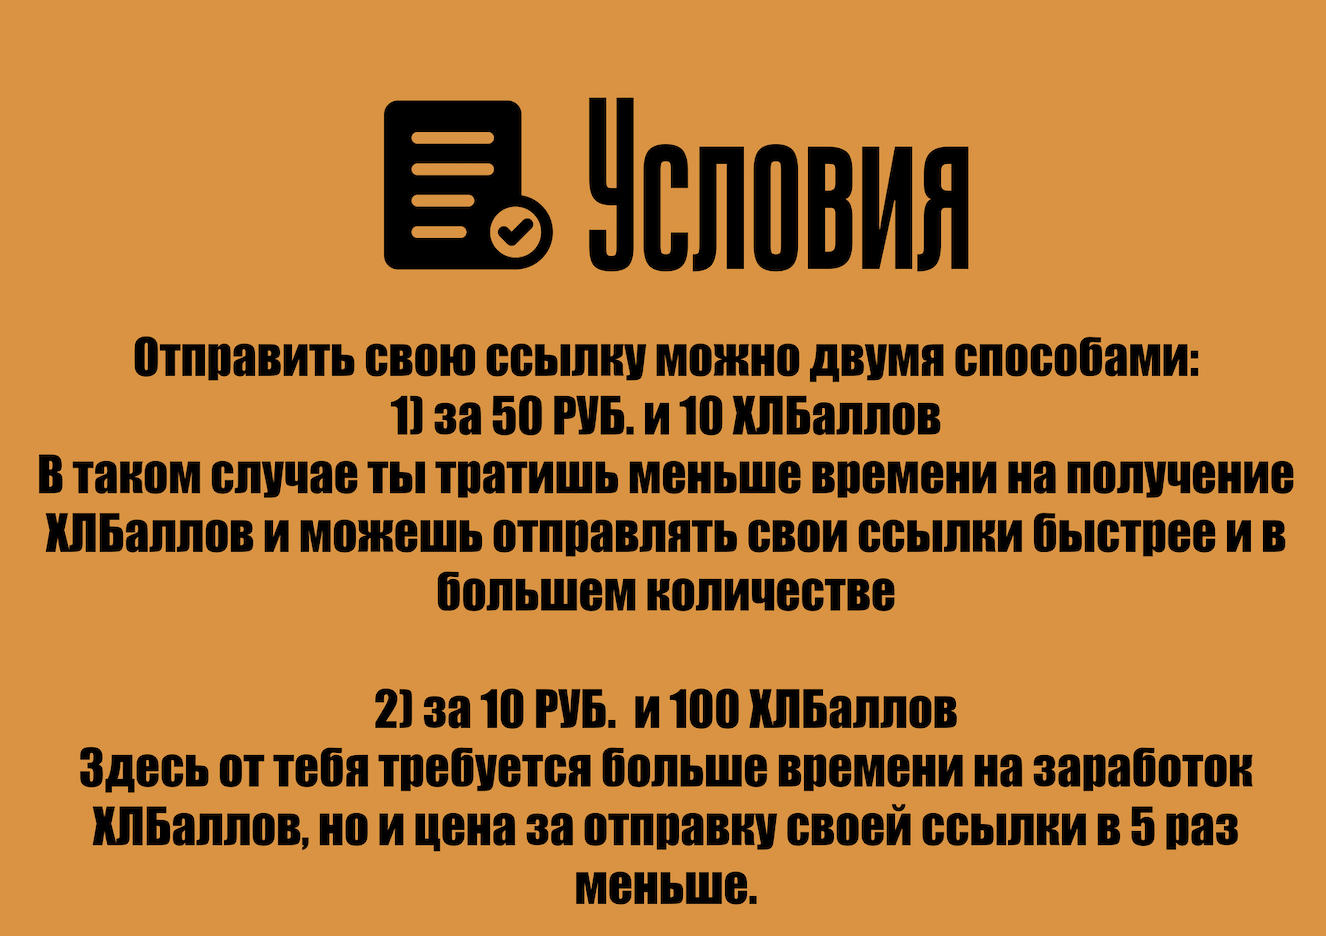 Условия
Отправить свою ссылку можно двумя способами:
1) за 50 РУБ. и 10 ХЛБаллов
В таком случае ты тратишь меньше времени на получение
ХЛБаллов и можешь отправлять свои ссылки быстрее и в
большем количестве
2) за 10 РУБ.  и 100 ХЛБаллов
Здесь от тебя требуется больше времени на заработок
ХЛБаллов, но и цена за отправку своей ссылки в 5 раз
меньше.